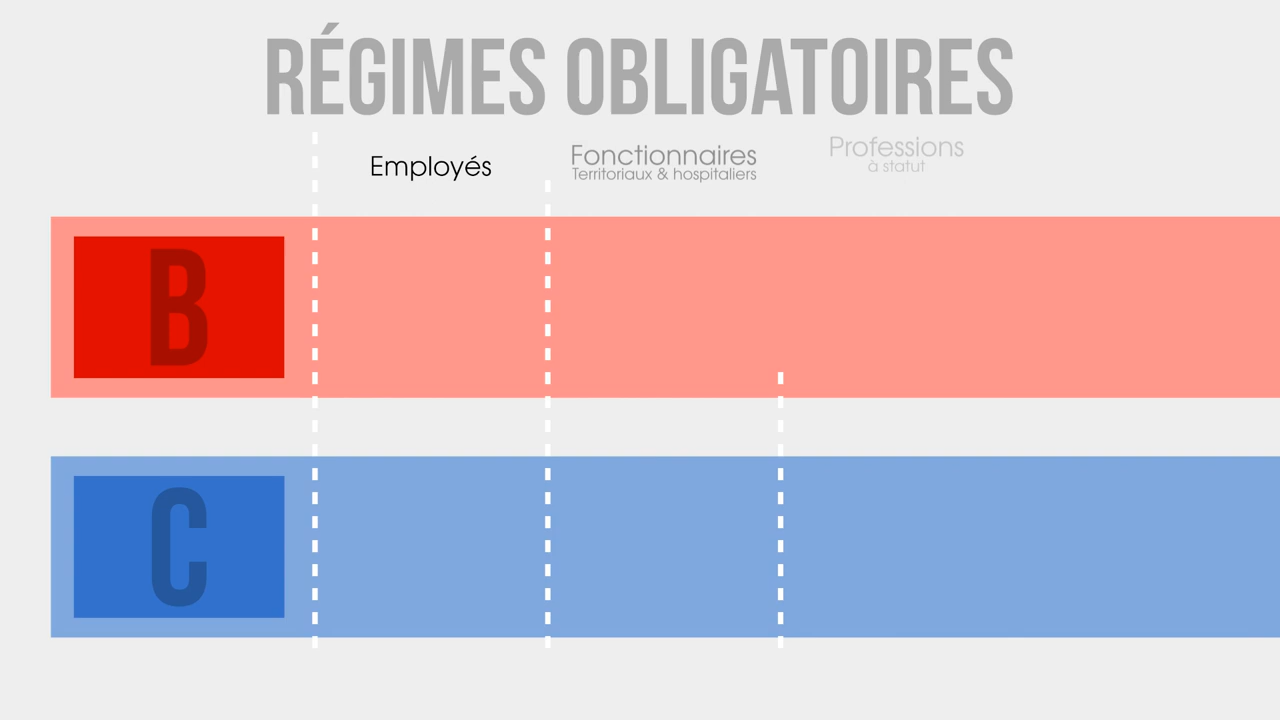 RÉGIMES OBLIGATOIRES
Employés
Fonctionnaires
Territoriaux & hospitaliers
Professions
à statut
B
C